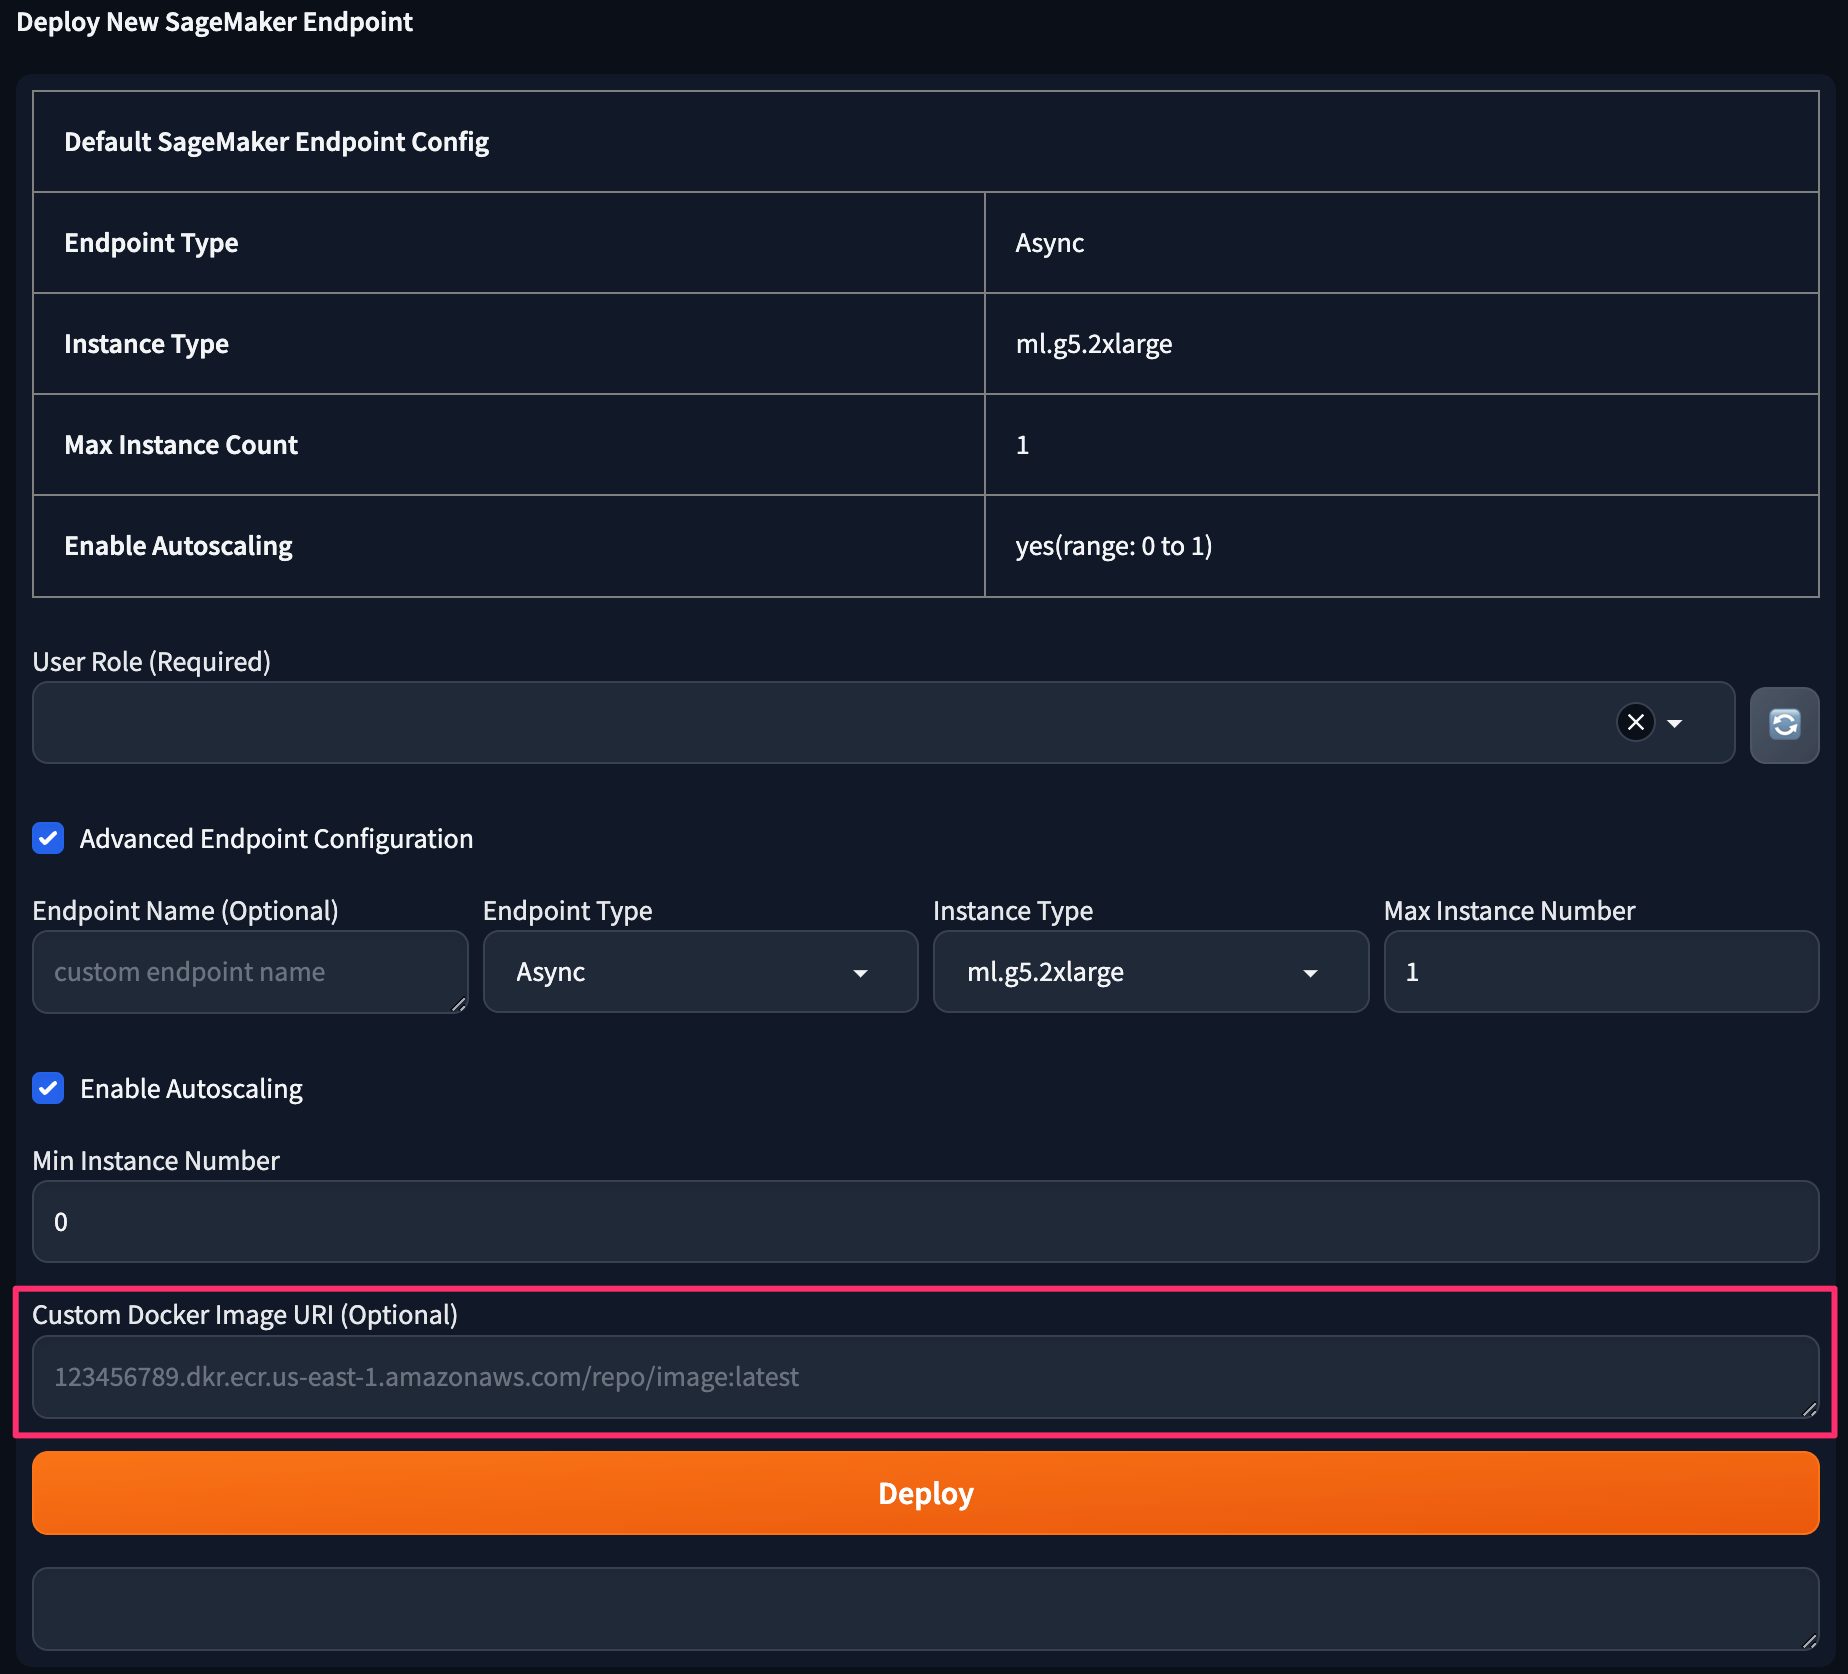 Deploy New SageMaker Endpoint
Default SageMaker Endpoint Config
Endpoint Type Async
Instance Type ml.g5.2xlarge
Max Instance Count 1
Enable Autoscaling yes(range: 0 to 1)
User Role (Required)
Advanced Endpoint Configuration
Endpoint Name (Optional) Endpoint Type Instance Type Max Instance Number
custom endpoint name Async ml.g5.2xlarge 1
Enable Autoscaling
Min Instance Number
0
Custom Docker Image URI (Optional)
123456789.dkr.ecr.us-east-1.amazonaws.com/repo/image:latest
Deploy